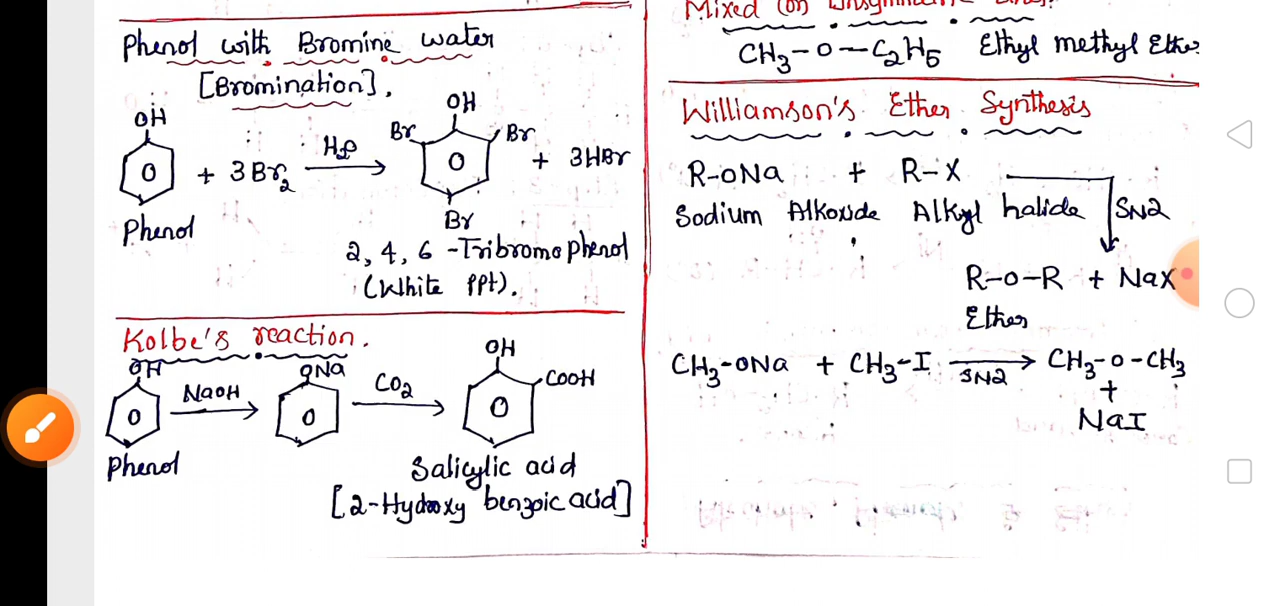 Phenol with Bromine water
[Bromination].
OH
OH
Br
Br
+ 3Br2
H2O
+ 3HBr
Phenol
Br
2, 4, 6 -Tribromo phenol
(White ppt).
Kolbe's reaction.
OH
NaOH
ONa
CO2
OH
COOH
Phenol
Salicylic acid
[2-Hydroxy benzoic acid]
Mixed (or)
CH3-O-C2H5 Ethyl methyl Ether
Williamson's Ether Synthesis
R-ONa + R-X
Sodium Alkoxide Alkyl halide SN2
R-O-R + NaX
Ether
CH3-ONa + CH3-I SN2 CH3-O-CH3
+
NaI